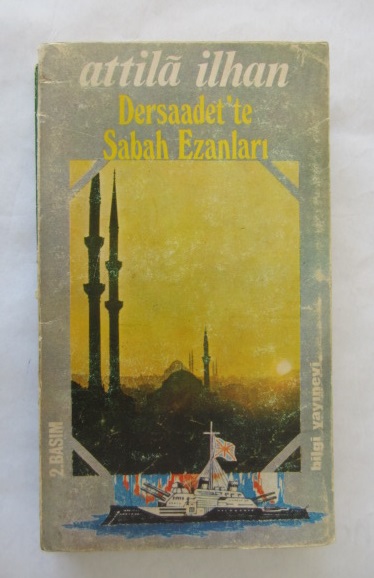 attilâ ilhan
Dersaadet'te
Sabah Ezanları
2.BASIM
bilgi yayınevi